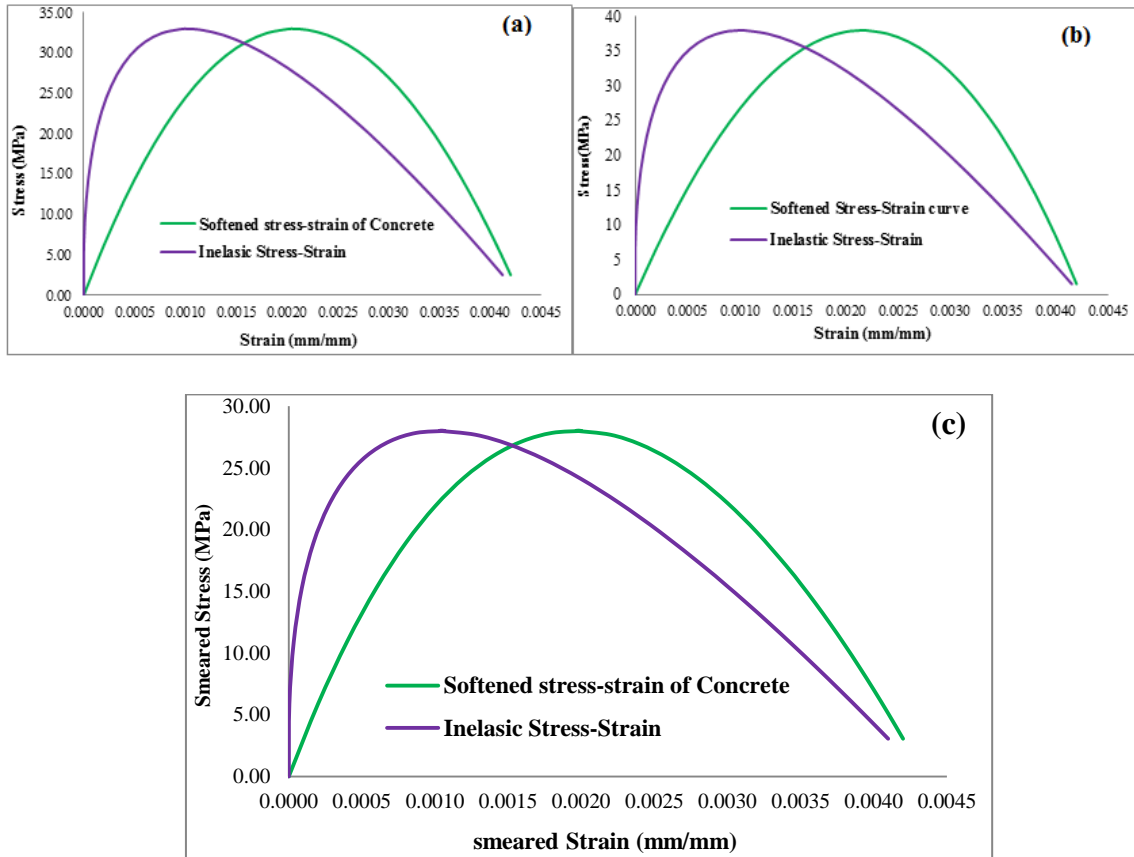 (a)
35.00
30.00
25.00
20.00
15.00
10.00
5.00
0.00
Stress (MPa)
Softened stress-strain of Concrete
Inelasic Stress-Strain
0.0000 0.0005 0.0010 0.0015 0.0020 0.0025 0.0030 0.0035 0.0040 0.0045
Strain (mm/mm)
(b)
40
35
30
25
20
15
10
5
0
Stress(MPa)
Softened Stress-Strain curve
Inelastic Stress-Strain
0.0000 0.0005 0.0010 0.0015 0.0020 0.0025 0.0030 0.0035 0.0040 0.0045
Strain (mm/mm)
(c)
30.00
25.00
20.00
15.00
10.00
5.00
0.00
Smeared Stress (MPa)
Softened stress-strain of Concrete
Inelasic Stress-Strain
0.0000 0.0005 0.0010 0.0015 0.0020 0.0025 0.0030 0.0035 0.0040 0.0045
smeared Strain (mm/mm)